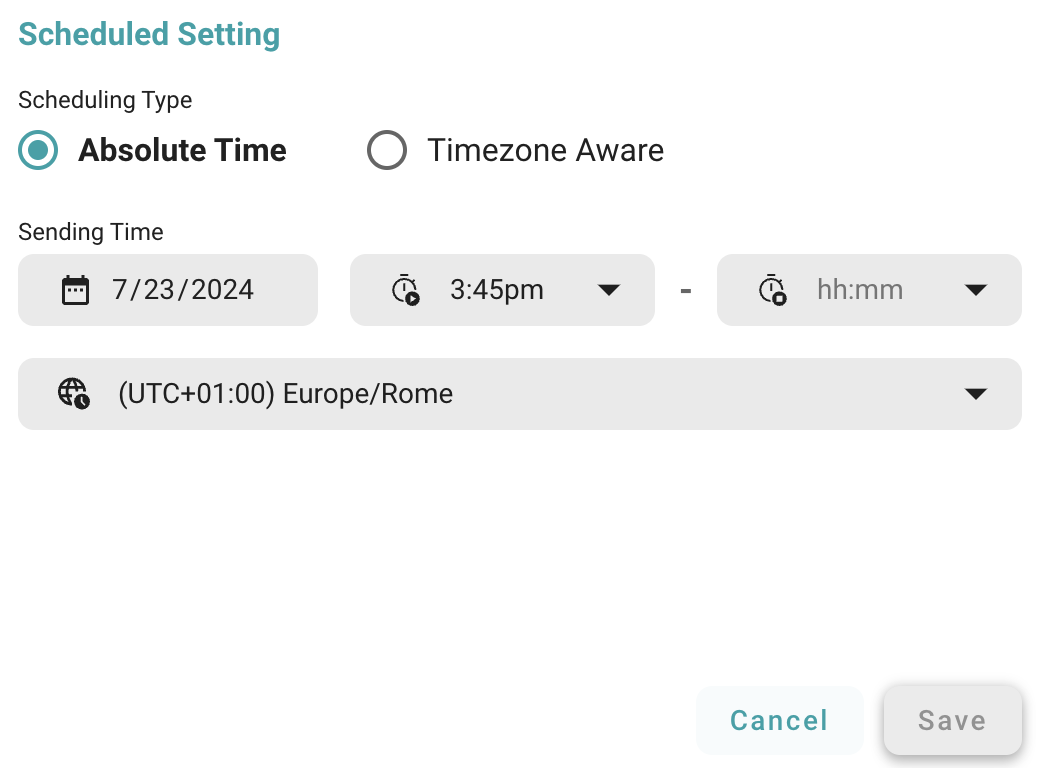 Scheduled Setting
Scheduling Type
Absolute Time Timezone Aware
Sending Time
7/23/2024 3:45pm - hh:mm
(UTC+01:00) Europe/Rome
Cancel Save